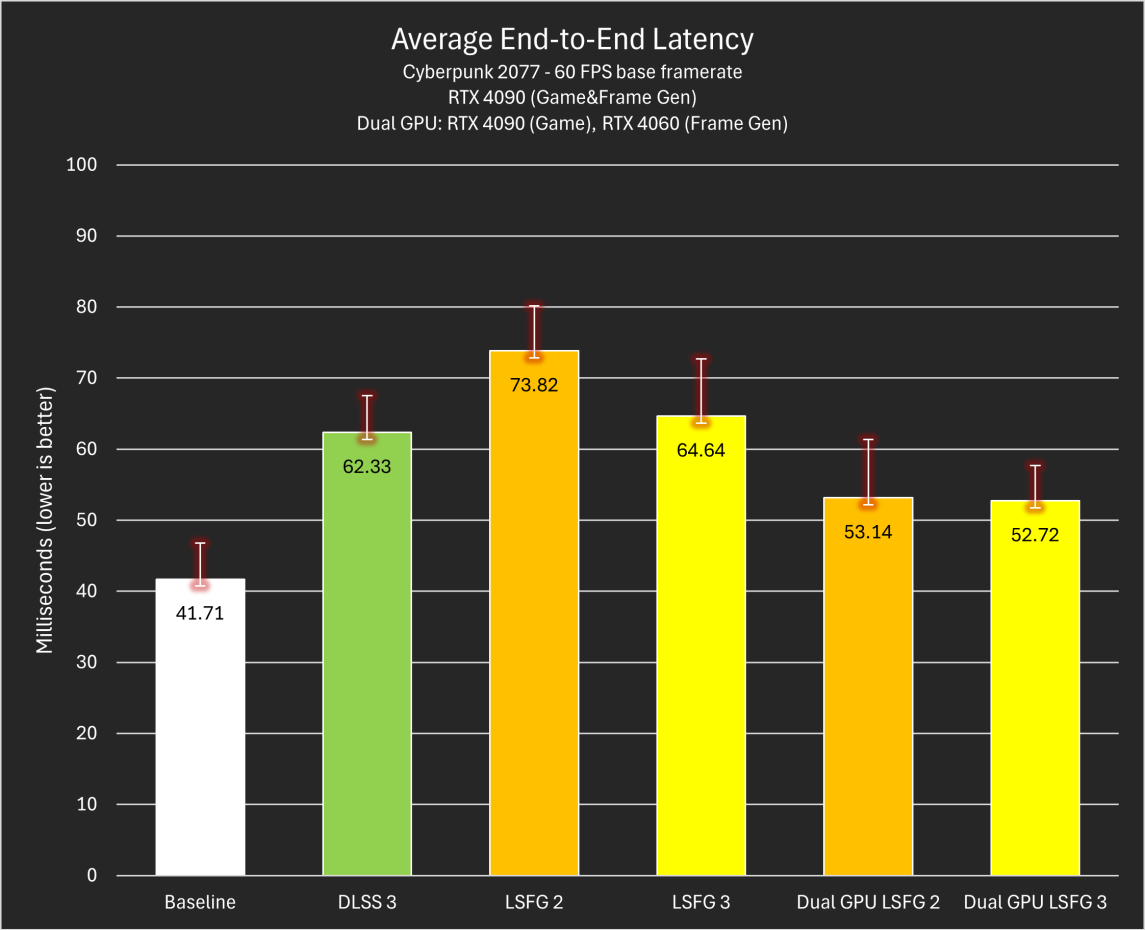 Average End-to-End Latency
Cyberpunk 2077 - 60 FPS base framerate
RTX 4090 (Game&Frame Gen)
Dual GPU: RTX 4090 (Game), RTX 4060 (Frame Gen)
Milliseconds (lower is better)
100
90
80
70
60
50
40
30
20
10
0
41.71
62.33
73.82
64.64
53.14
52.72
Baseline
DLSS 3
LSFG 2
LSFG 3
Dual GPU LSFG 2
Dual GPU LSFG 3